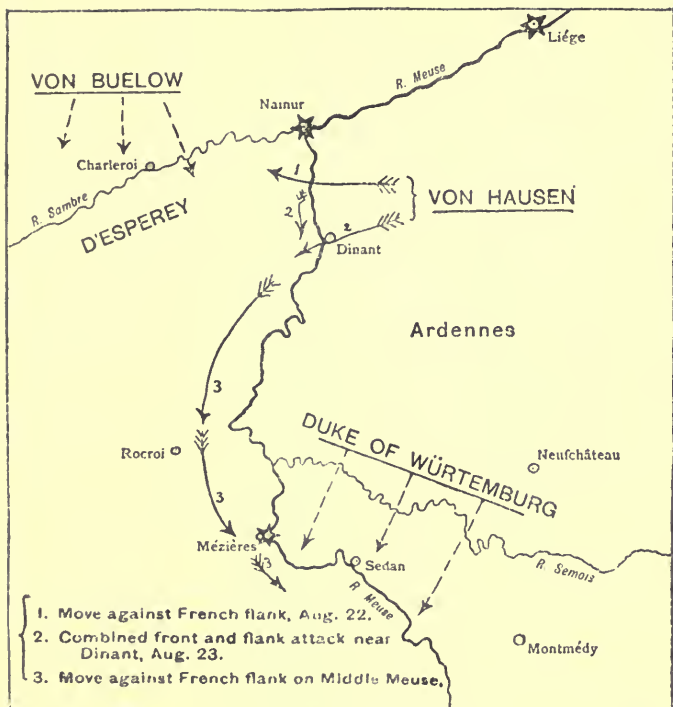 Liége
R. Meuse
VON BUELOW
Namur
Charleroi
1
VON HAUSEN
R. Sambre
D'ESPEREY
2
2
Dinant
Ardennes
3
DUKE OF WÜRTEMBURG
Rocroi
Neufchâteau
3
Mézières
3
Sedan
R. Semois
R. Meuse
1. Move against French flank, Aug. 22.
2. Combined front and flank attack near
Dinant, Aug. 23.
Montmédy
3. Move against French flank on Middle Meuse.